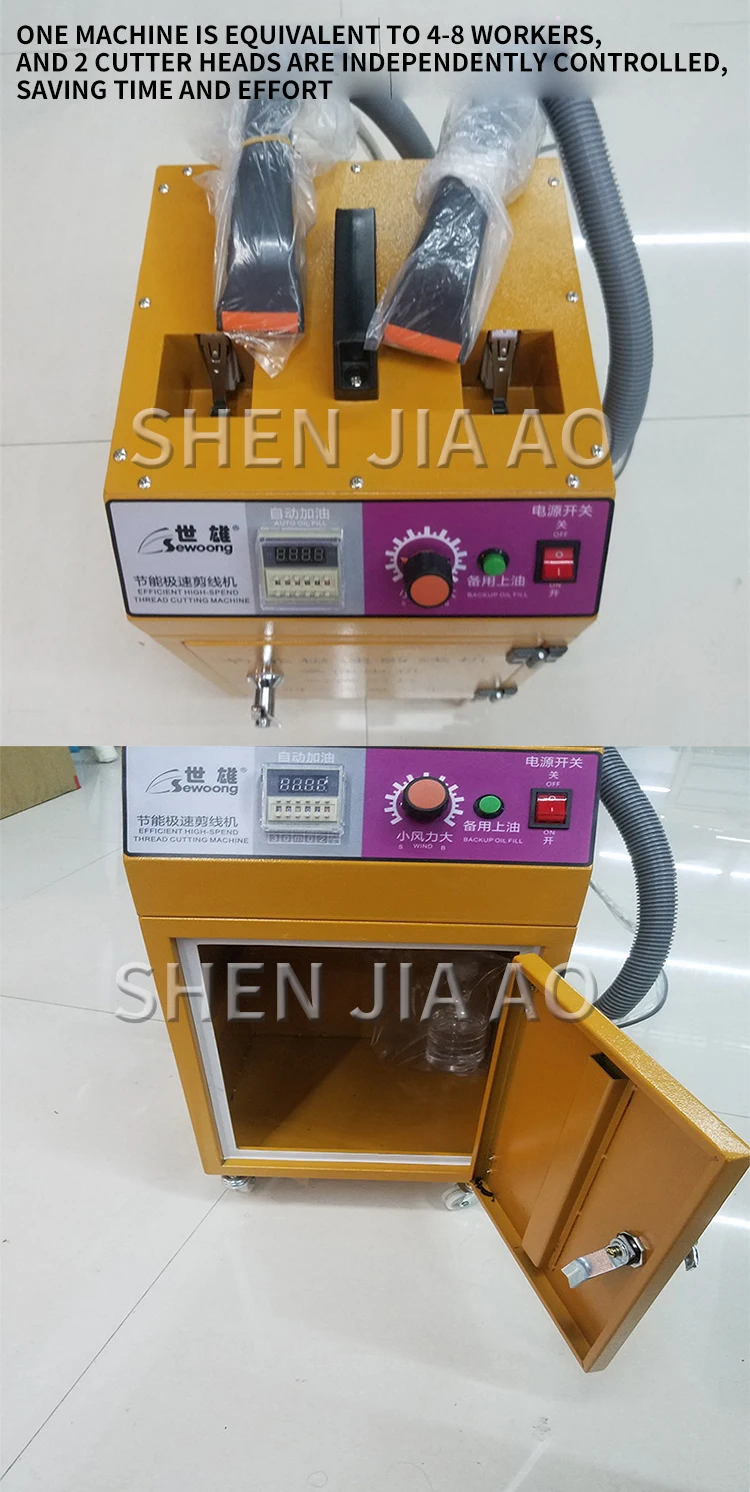 ONE MACHINE IS EQUIVALENT TO 4-8 WORKERS,
AND 2 CUTTER HEADS ARE INDEPENDENTLY CONTROLLED,
SAVING TIME AND EFFORT
SHEN JIA AO
世雄®
Sewoong
节能极速剪线机
EFFICIENT HIGH-SPEND
THREAD CUTTING MACHINE
自动加油
AUTO OIL FILL
小
备用上油
BACKUP OIL FILL
电源开关
关
OFF
ON
开
世雄®
Sewoong
节能极速剪线机
EFFICIENT HIGH-SPEND
THREAD CUTTING MACHINE
自动加油
小风力大
S WIND B
备用上油
BACKUP OIL FILL
电源开关
关
OFF
ON
开
SHEN JIA AO